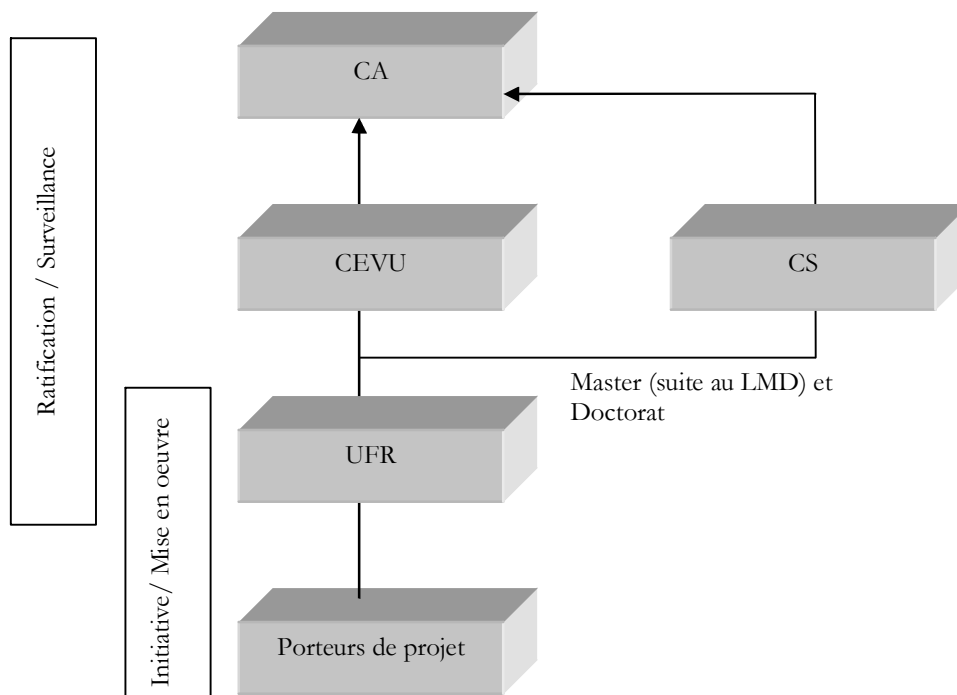 CA
CEVU
CS
Ratification / Surveillance
Master (suite au LMD) et
Doctorat
UFR
Initiative/ Mise en oeuvre
Porteurs de projet